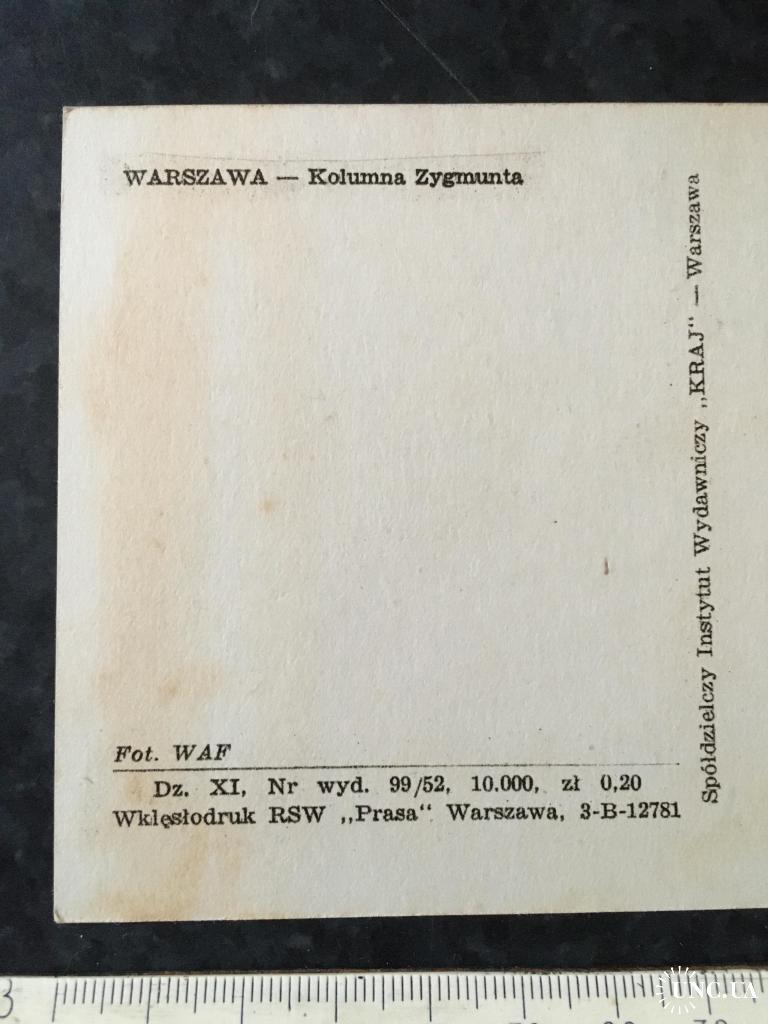 WARSZAWA — Kolumna Zygmunta
Spółdzielczy Instytut Wydawniczy „KRAJ“ — Warszawa
Fot. WAF
Dz. XI, Nr wyd. 99/52, 10.000, zł 0,20
Wklęsłodruk RSW „Prasa“ Warszawa, 3-B-12781
3
UNC.UA